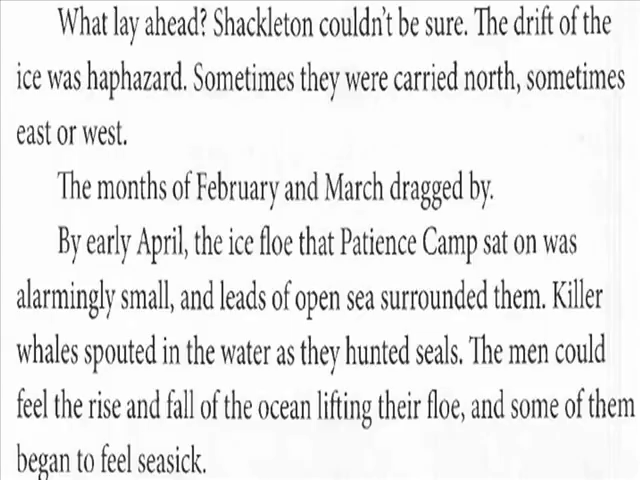 What lay ahead? Shackleton couldn't be sure. The drift of the
ice was haphazard. Sometimes they were carried north, sometimes
east or west.
The months of February and March dragged by.
By early April, the ice floe that Patience Camp sat on was
alarmingly small, and leads of open sea surrounded them. Killer
whales spouted in the water as they hunted seals. The men could
feel the rise and fall of the ocean lifting their floe, and some of them
began to feel seasick.